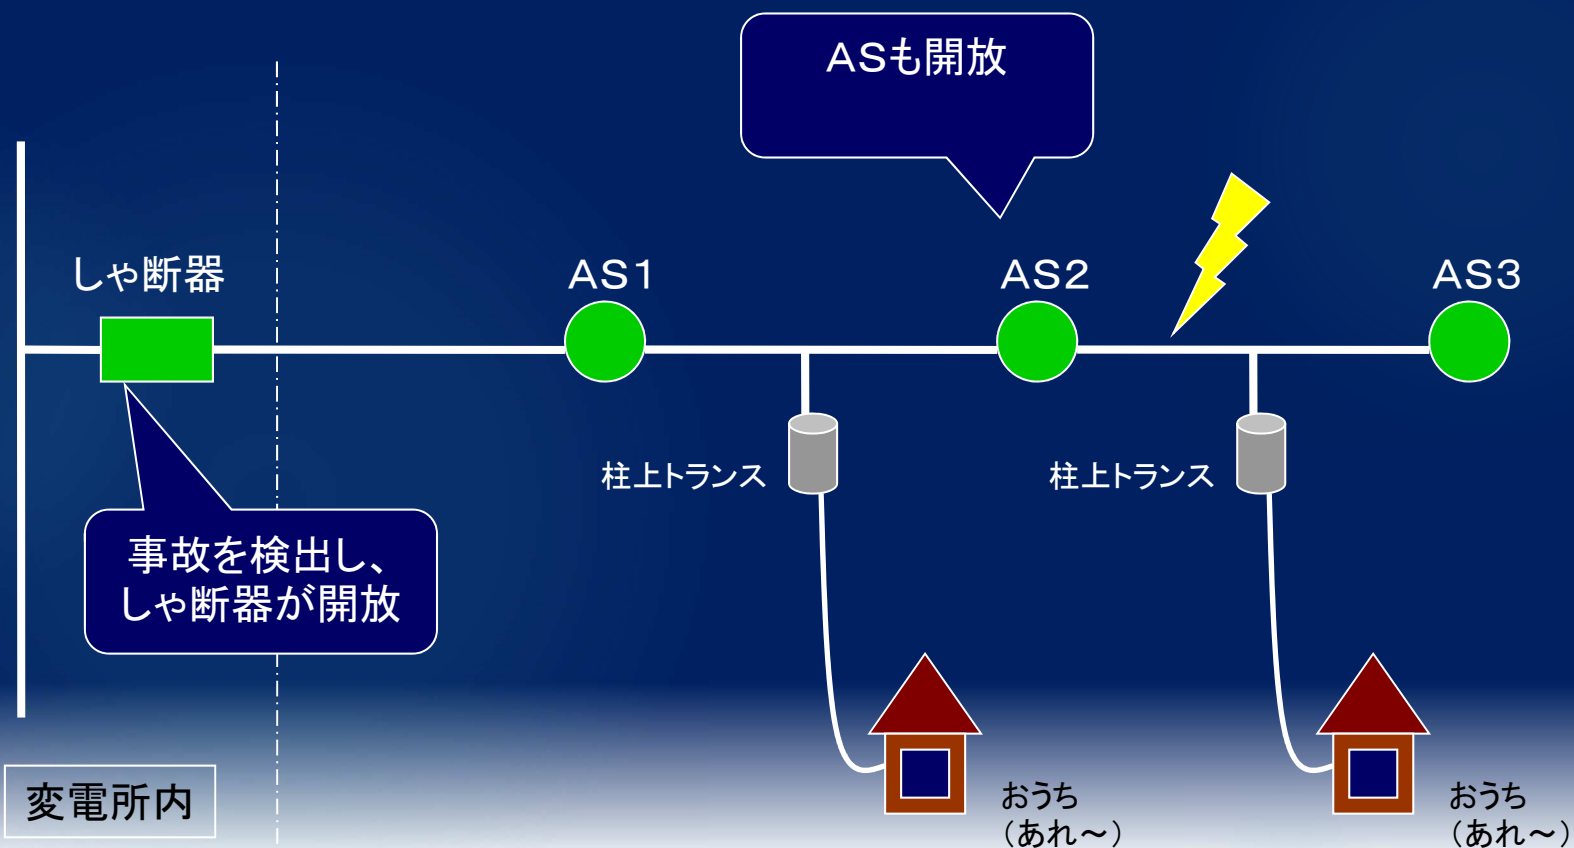 ASも開放
しゃ断器
AS1
AS2
AS3
柱上トランス
柱上トランス
事故を検出し、
しゃ断器が開放
変電所内
おうち
（あれ～）
おうち
（あれ～）